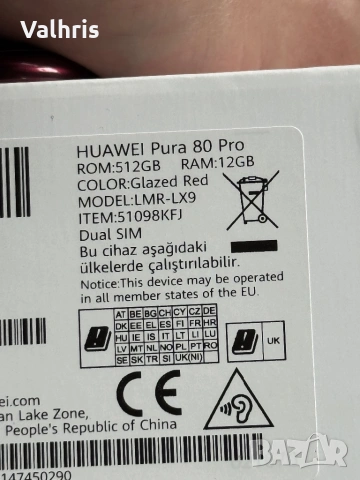 Valhris
HUAWEI Pura 80 Pro
ROM:512GB RAM:12GB
COLOR:Glazed Red
MODEL:LMR-LX9
ITEM:51098KFJ
Dual SIM
Bu cihaz aşağıdaki
ülkelerde çalıştırılabilir.
Notice:This device may be operated
in all member states of the EU.
AT BE BG CH CY CZ DE
DK EE EL ES FI FR HR
HU IE IS IT LI LT LU
LV MT NL NO PL PT RO
SE SK TR SI UK(NI)
UK
ei.com
an Lake Zone,
People's Republic of China
CE
147450290
BAZAR